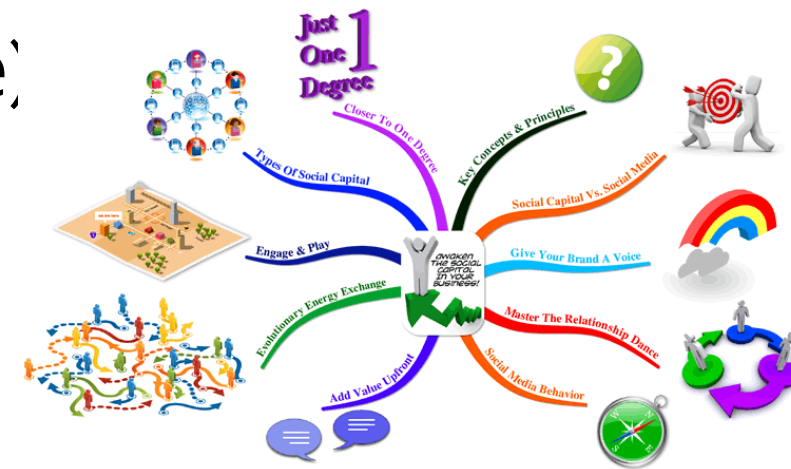 e)
Just
One 1
Degree
Closer To One Degree
Key Concepts & Principles
?
Types Of Social Capital
Social Capital Vs. Social Media
Engage & Play
AWAKEN
THE SOCIAL
CAPITAL
IN YOUR
BUSINESS!
Give Your Brand A Voice
Evolutionary Energy Exchange
Master The Relationship Dance
Add Value Upfront
Social Media Behavior
N
E
S
W